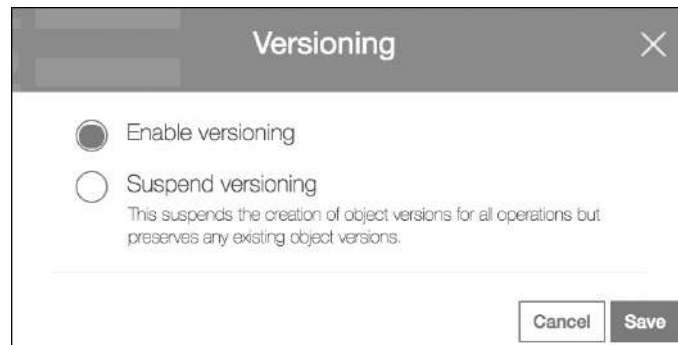 Versioning
Enable versioning
Suspend versioning
This suspends the creation of object versions for all operations but
preserves any existing object versions.
Cancel
Save